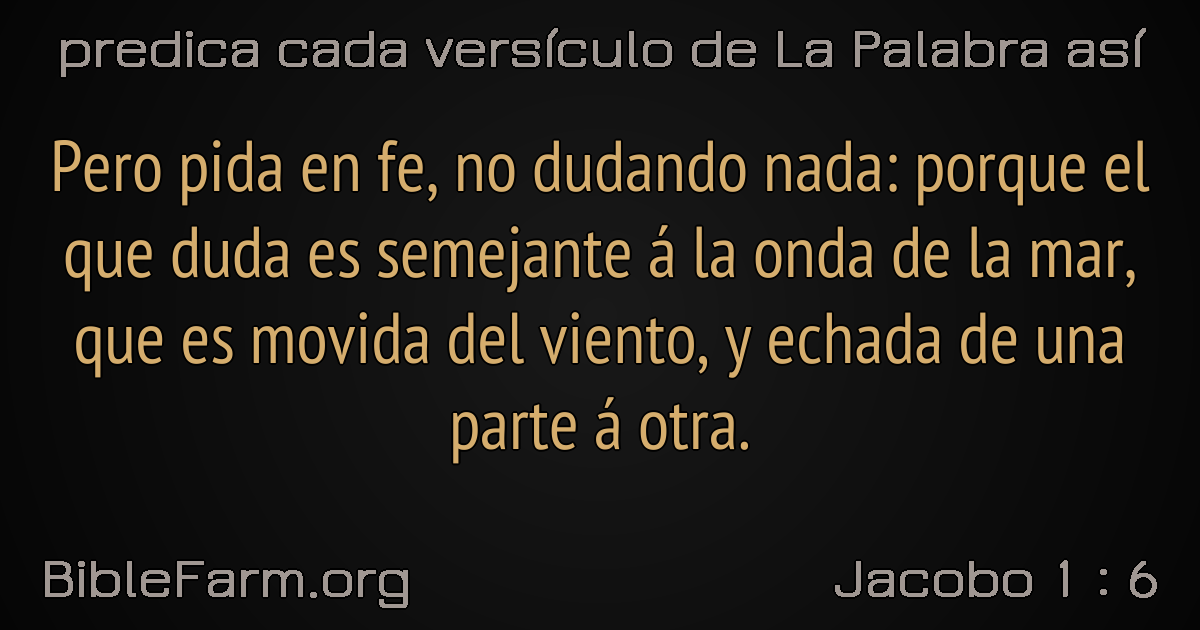 predica cada versículo de La Palabra así
Pero pida en fe, no dudando nada: porque el
que duda es semejante á la onda de la mar,
que es movida del viento, y echada de una
parte á otra.
BibleFarm.org
Jacobo 1 : 6